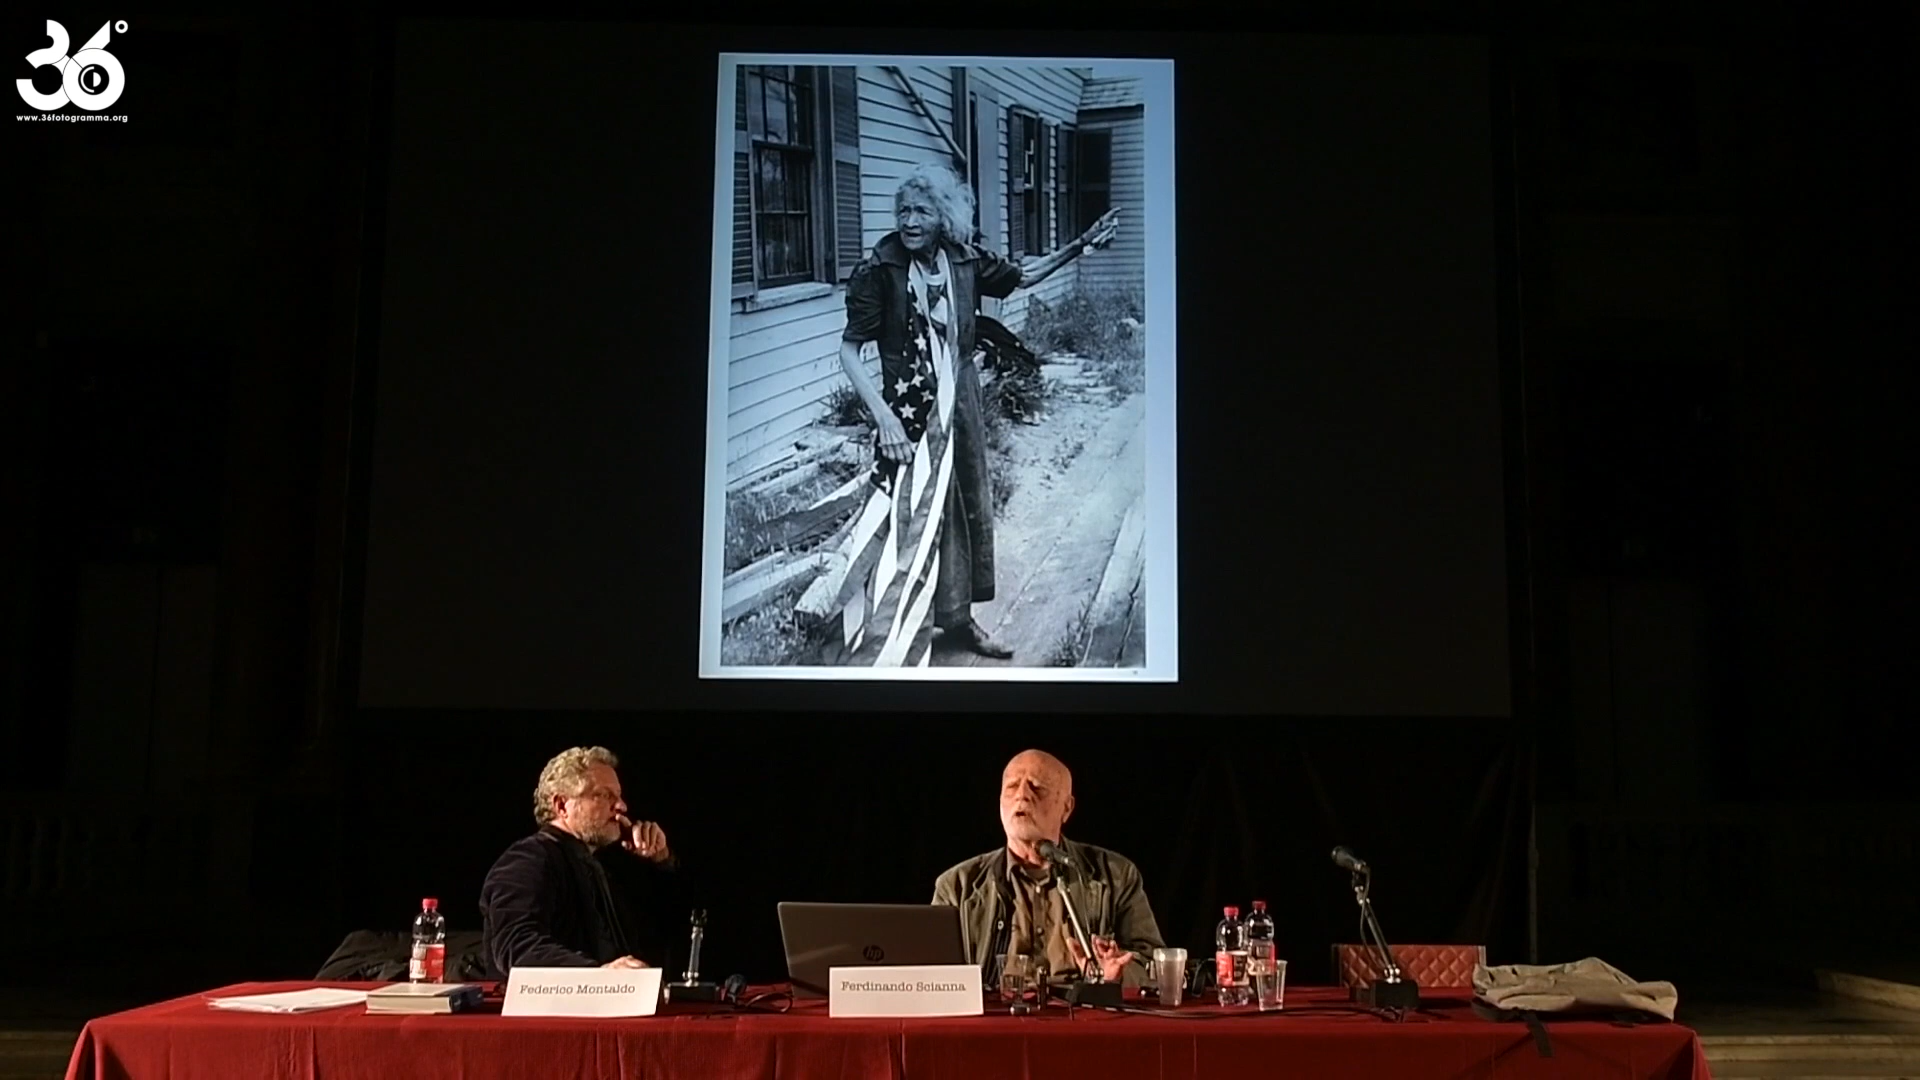 36°
www.36fotogramma.org
Federico Montaldo
Ferdinando Scianna
hp